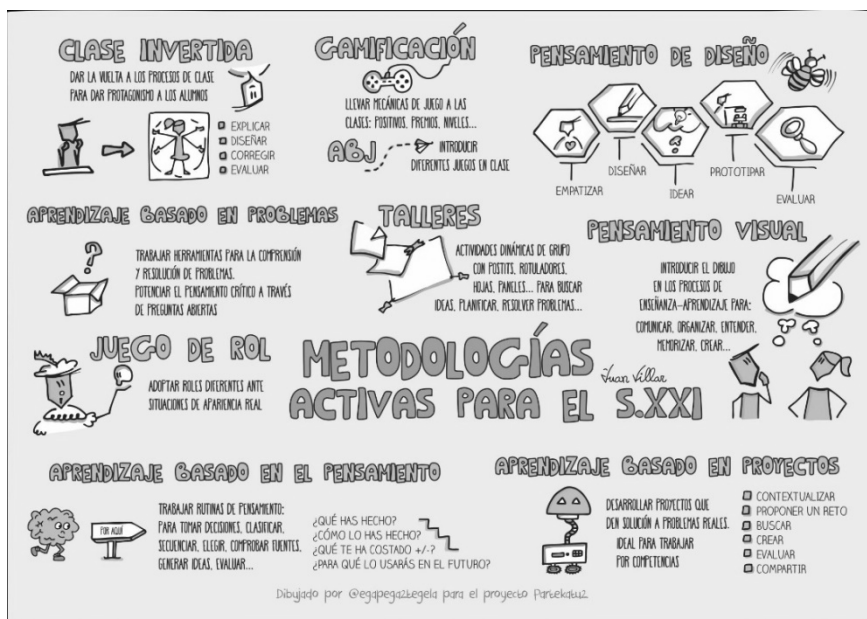 CLASE INVERTIDA
DAR LA VUELTA A LOS PROCESOS DE CLASE
PARA DAR PROTAGONISMO A LOS ALUMNOS
EXPLICAR
DISEÑAR
CORREGIR
EVALUAR
GAMIFICACIÓN
LLEVAR MECÁNICAS DE JUEGO A LAS
CLASES: POSITIVOS, PREMIOS, NIVELES...
ABJ
INTRODUCIR
DIFERENTES JUEGOS EN CLASE
PENSAMIENTO DE DISEÑO
EMPATIZAR
DISEÑAR
IDEAR
PROTOTIPAR
EVALUAR
APRENDIZAJE BASADO EN PROBLEMAS
TRABAJAR HERRAMIENTAS PARA LA COMPRENSIÓN
Y RESOLUCIÓN DE PROBLEMAS.
POTENCIAR EL PENSAMIENTO CRÍTICO A TRAVÉS
DE PREGUNTAS ABIERTAS
?
TALLERES
ACTIVIDADES DINÁMICAS DE GRUPO
CON POSTITS, ROTULADORES,
HOJAS, PANELES... PARA BUSCAR
IDEAS, PLANIFICAR, RESOLVER PROBLEMAS...
PENSAMIENTO VISUAL
INTRODUCIR EL DIBUJO
EN LOS PROCESOS DE
ENSEÑANZA-APRENDIZAJE PARA:
COMUNICAR, ORGANIZAR, ENTENDER,
MEMORIZAR, CREAR...
JUEGO DE ROL
ADOPTAR ROLES DIFERENTES ANTE
SITUACIONES DE APARIENCIA REAL
METODOLOGÍAS
ACTIVAS PARA EL S.XXI
Juan Villar
APRENDIZAJE BASADO EN EL PENSAMIENTO
POR AQUÍ
TRABAJAR RUTINAS DE PENSAMIENTO:
PARA TOMAR DECISIONES, CLASIFICAR,
SECUENCIAR, ELEGIR, COMPROBAR FUENTES,
GENERAR IDEAS, EVALUAR...
¿QUÉ HAS HECHO?
¿CÓMO LO HAS HECHO?
¿QUÉ TE HA COSTADO +/-?
¿PARA QUÉ LO USARÁS EN EL FUTURO?
APRENDIZAJE BASADO EN PROYECTOS
DESARROLLAR PROYECTOS QUE
DEN SOLUCIÓN A PROBLEMAS REALES.
IDEAL PARA TRABAJAR
POR COMPETENCIAS
CONTEXTUALIZAR
PROPONER UN RETO
BUSCAR
CREAR
EVALUAR
COMPARTIR
Dibujado por @egapega2tegela para el proyecto Partekatu2